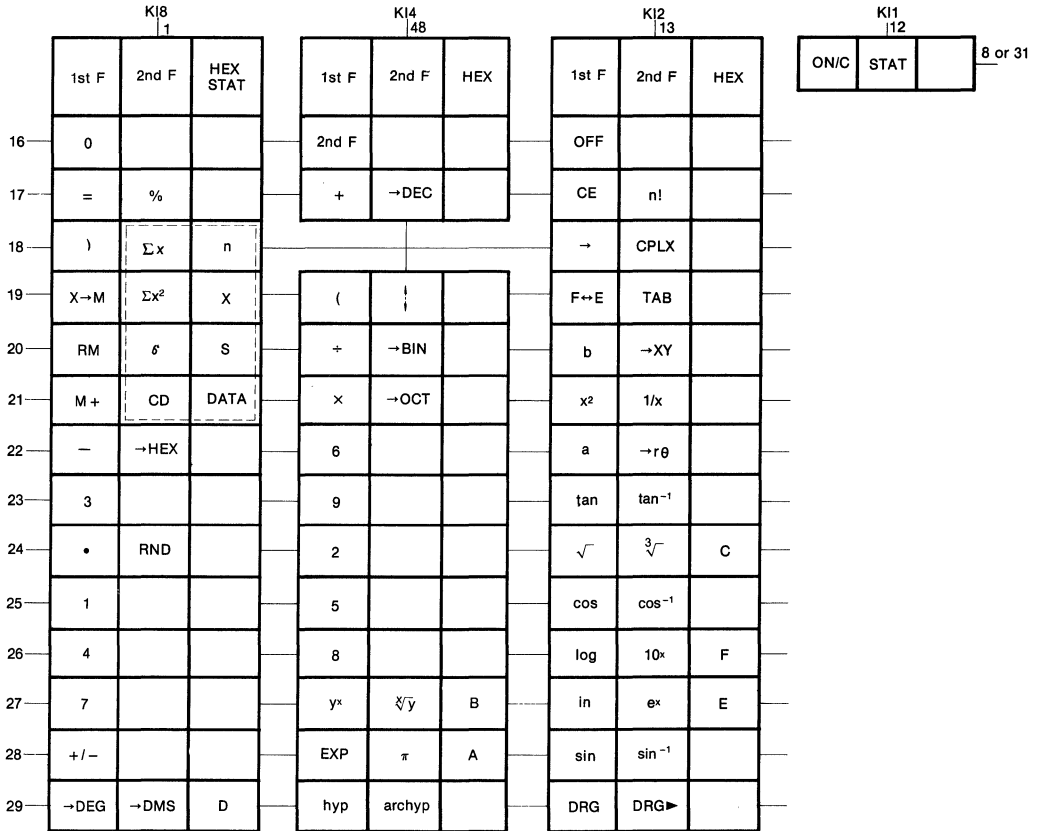 KI8 KI4 KI2 KI1
1 48 13 12
1st F 2nd F HEX STAT 1st F 2nd F HEX 1st F 2nd F HEX ON/C STAT 8 or 31
16 0 2nd F OFF
17 = % + →DEC CE n!
18 ) Σx n → CPLX
19 X→M Σx² X ( F↔E TAB
20 RM б S ÷ →BIN b →XY
21 M+ CD DATA × →OCT x² 1/x
22 − →HEX 6 a →rθ
23 3 9 tan tan⁻¹
24 • RND 2 √ ³√ C
25 1 5 cos cos⁻¹
26 4 8 log 10ˣ F
27 7 yˣ ˣ√y B in eˣ E
28 +/− EXP π A sin sin⁻¹
29 →DEG →DMS D hyp archyp DRG DRG►